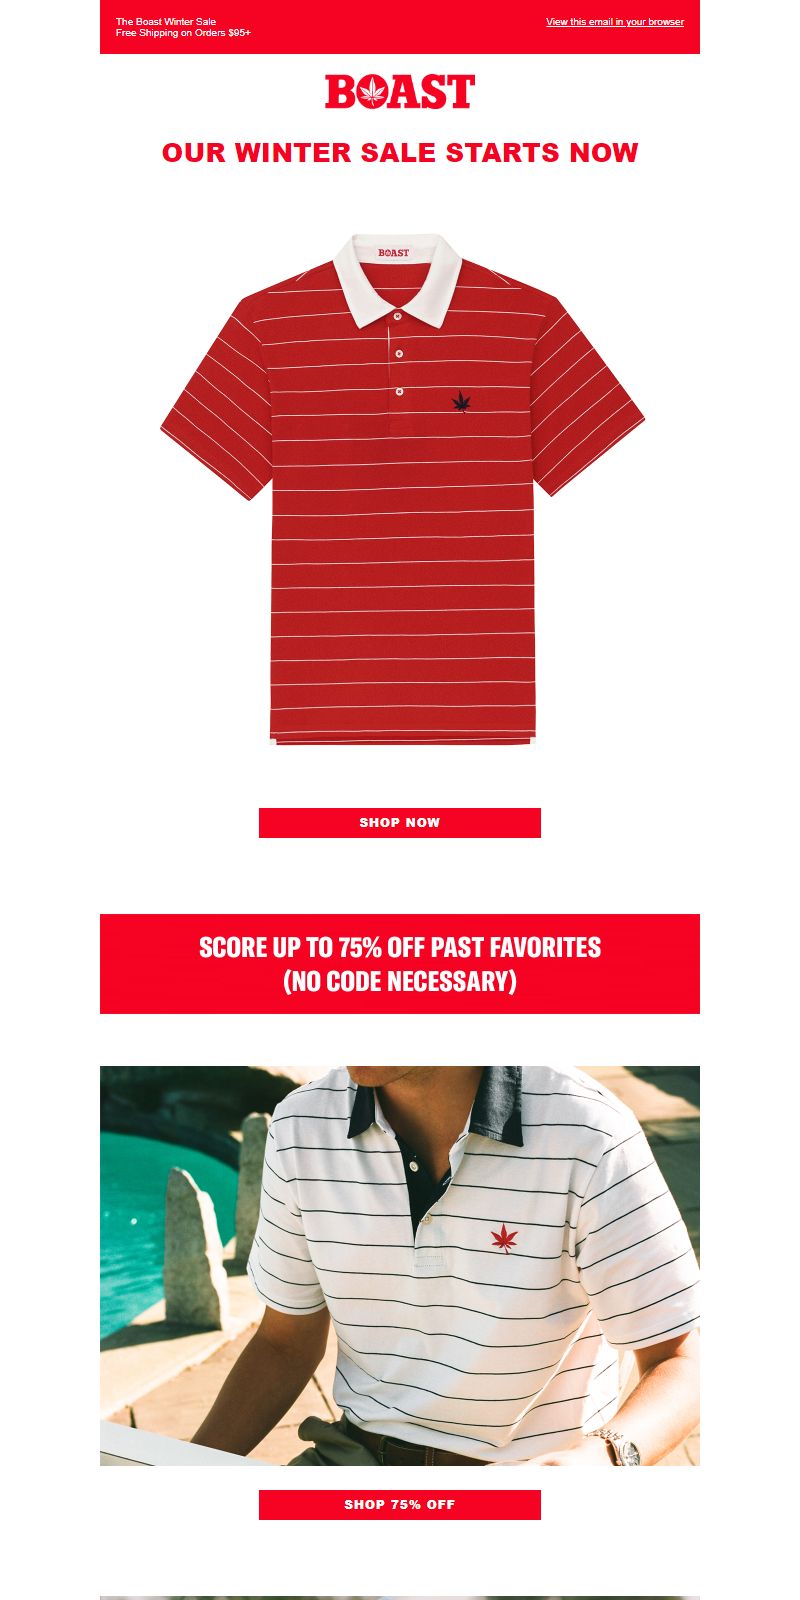 The Boast Winter Sale
Free Shipping on Orders $95+
View this email in your browser
BOAST
OUR WINTER SALE STARTS NOW
BOAST
SHOP NOW
SCORE UP TO 75% OFF PAST FAVORITES
(NO CODE NECESSARY)
SHOP 75% OFF